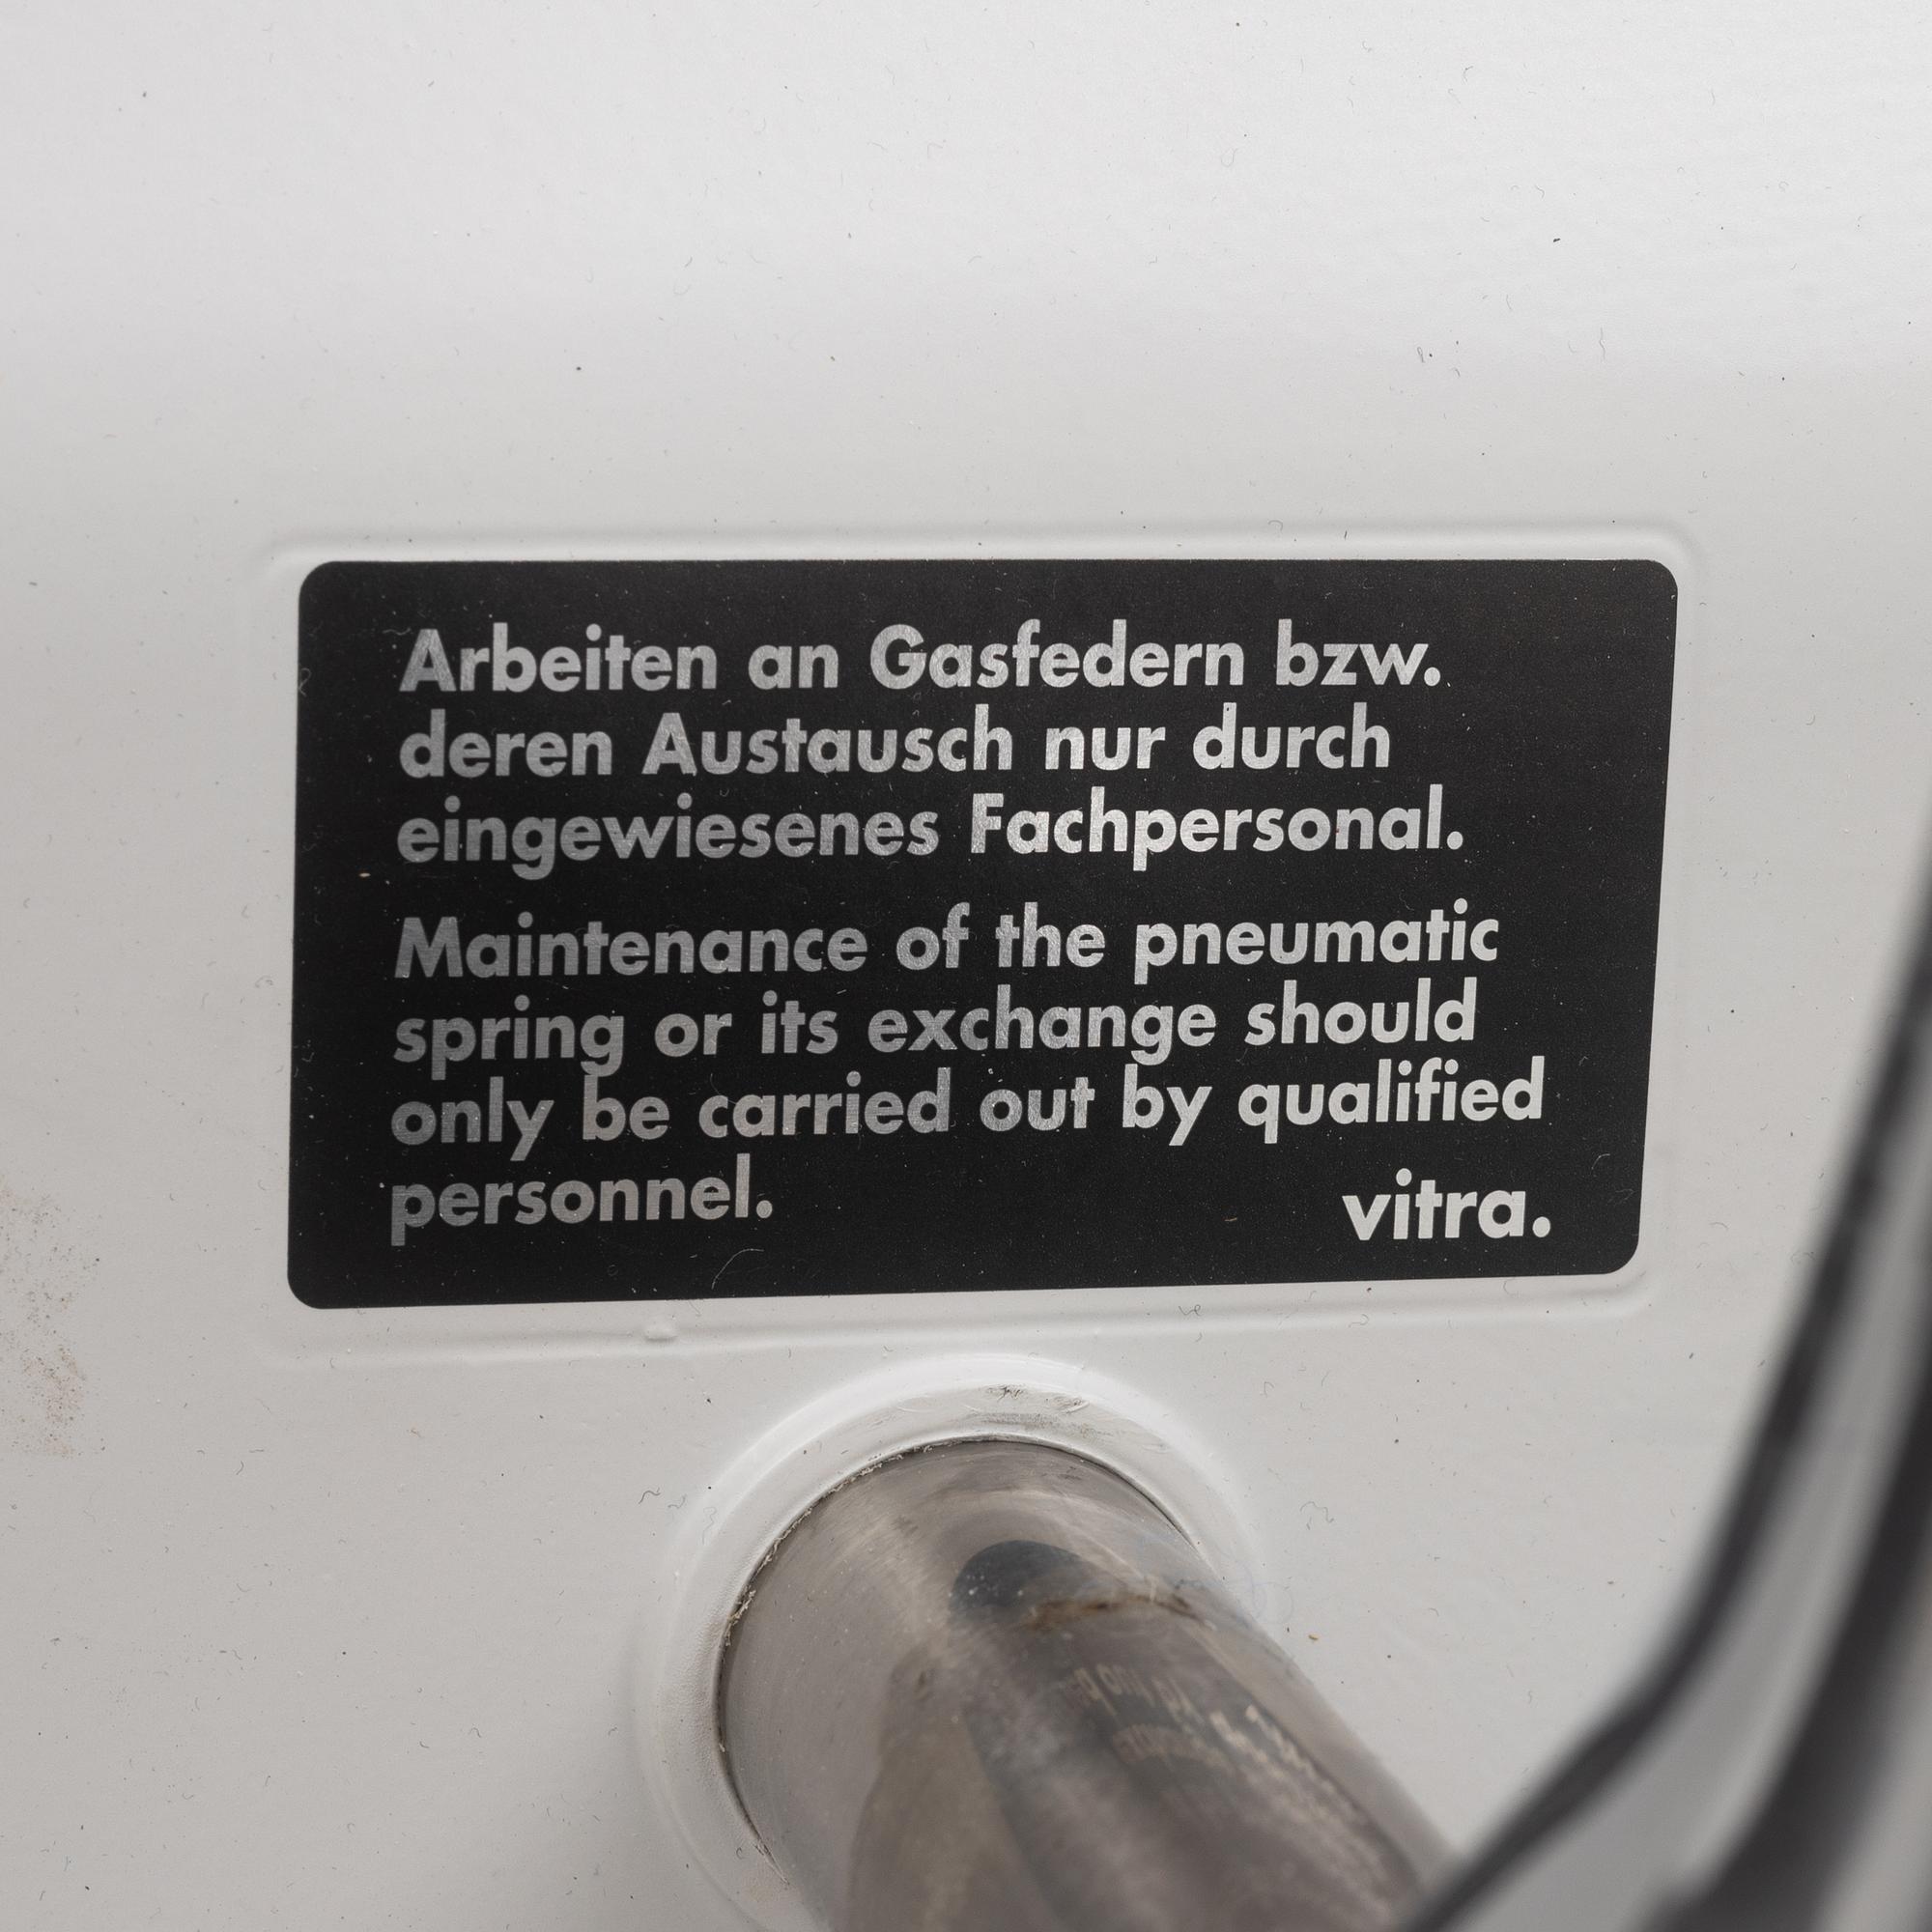 Arbeiten an Gasfedern bzw.
deren Austausch nur durch
eingewiesenes Fachpersonal.
Maintenance of the pneumatic
spring or its exchange should
only be carried out by qualified
personnel.
vitra.